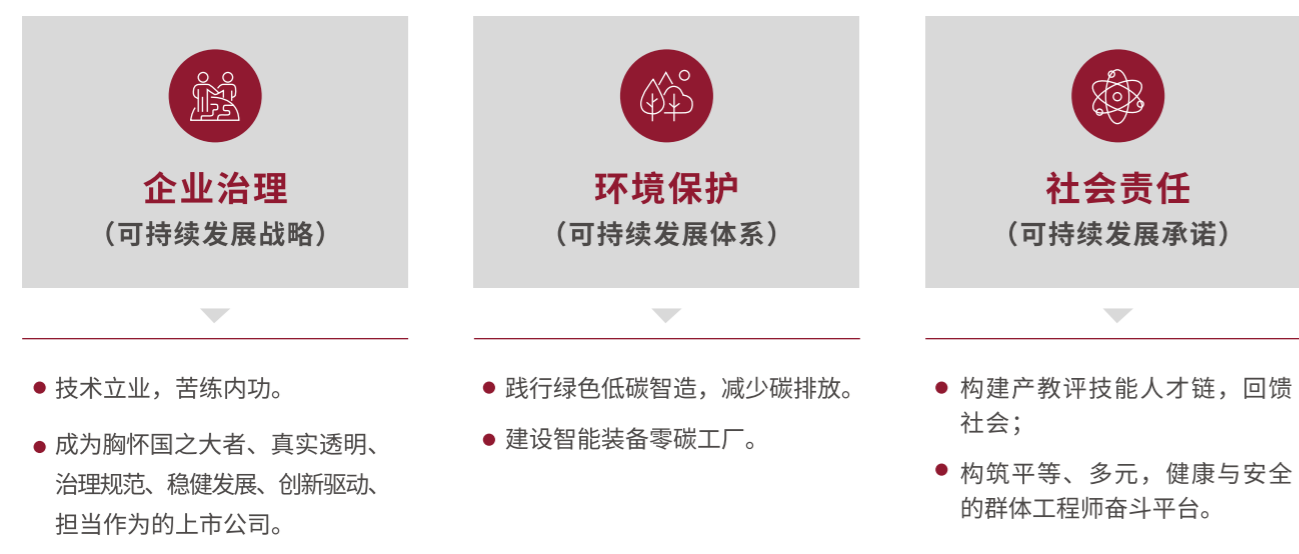 企业治理
（可持续发展战略）
技术立业，苦练内功。
成为胸怀国之大者、真实透明、
治理规范、稳健发展、创新驱动、
担当作为的上市公司。
环境保护
（可持续发展体系）
践行绿色低碳智造，减少碳排放。
建设智能装备零碳工厂。
社会责任
（可持续发展承诺）
构建产教评技能人才链，回馈
社会；
构筑平等、多元，健康与安全
的群体工程师奋斗平台。